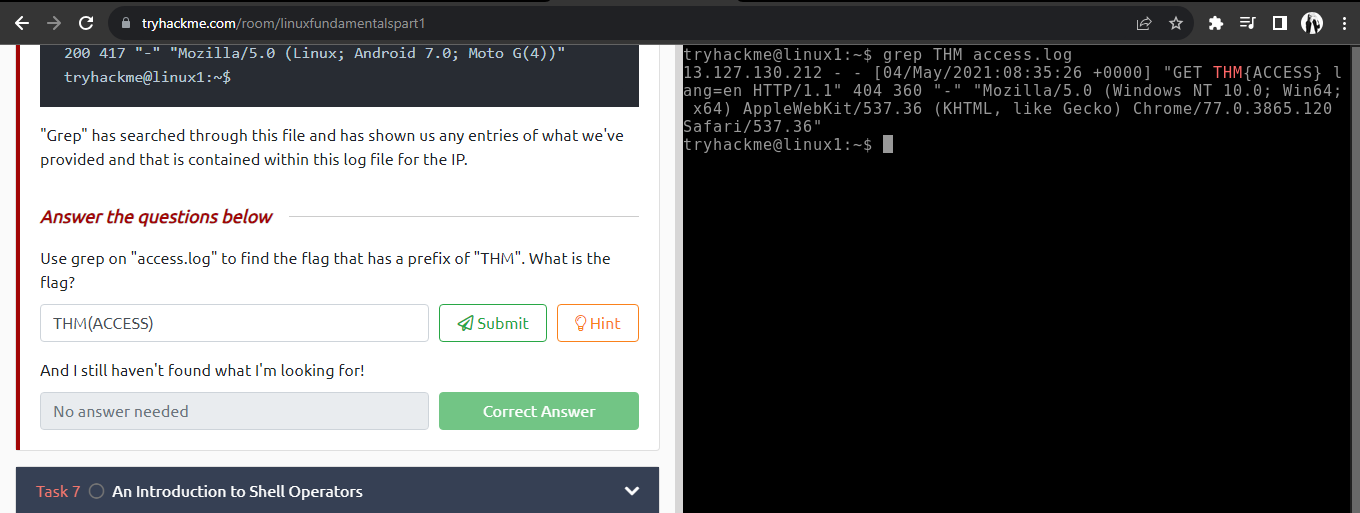 tryhackme.com/room/linuxfundamentalspart1
200 417 "-" "Mozilla/5.0 (Linux; Android 7.0; Moto G(4))"
tryhackme@linux1:~$
"Grep" has searched through this file and has shown us any entries of what we've
provided and that is contained within this log file for the IP.
Answer the questions below
Use grep on "access.log" to find the flag that has a prefix of "THM". What is the
flag?
THM(ACCESS)
Submit
Hint
And I still haven't found what I'm looking for!
No answer needed
Correct Answer
Task 7
An Introduction to Shell Operators
tryhackme@linux1:~$ grep THM access.log
13.127.130.212 - - [04/May/2021:08:35:26 +0000] "GET THM{ACCESS} l
ang=en HTTP/1.1" 404 360 "-" "Mozilla/5.0 (Windows NT 10.0; Win64;
x64) AppleWebKit/537.36 (KHTML, like Gecko) Chrome/77.0.3865.120
Safari/537.36"
tryhackme@linux1:~$